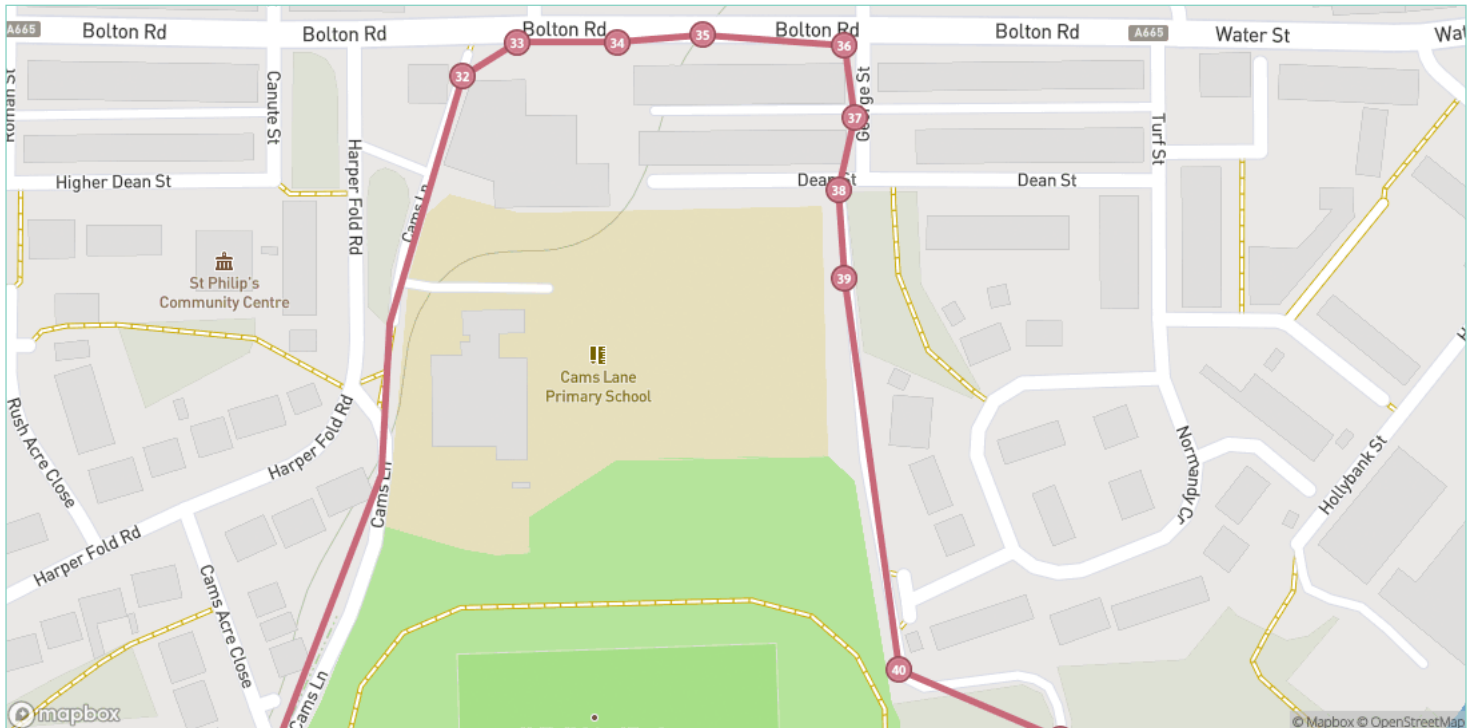 A665
Bolton Rd
Bolton Rd
Bolton Rd
Bolton Rd
Bolton Rd
A665
Water St
33
34
35
36
32
37
Canute St
George St
Turf St
Harper Fold Rd
Higher Dean St
Dean St
Dean St
38
Cams Ln
39
St Philip's
Community Centre
Cams Lane
Primary School
Rush Acre Close
Harper Fold Rd
Cams Ln
Normandy Cr
Hollybank St
Harper Fold Rd
Cams Acre Close
40
Cams Ln
mapbox
© Mapbox © OpenStreetMap